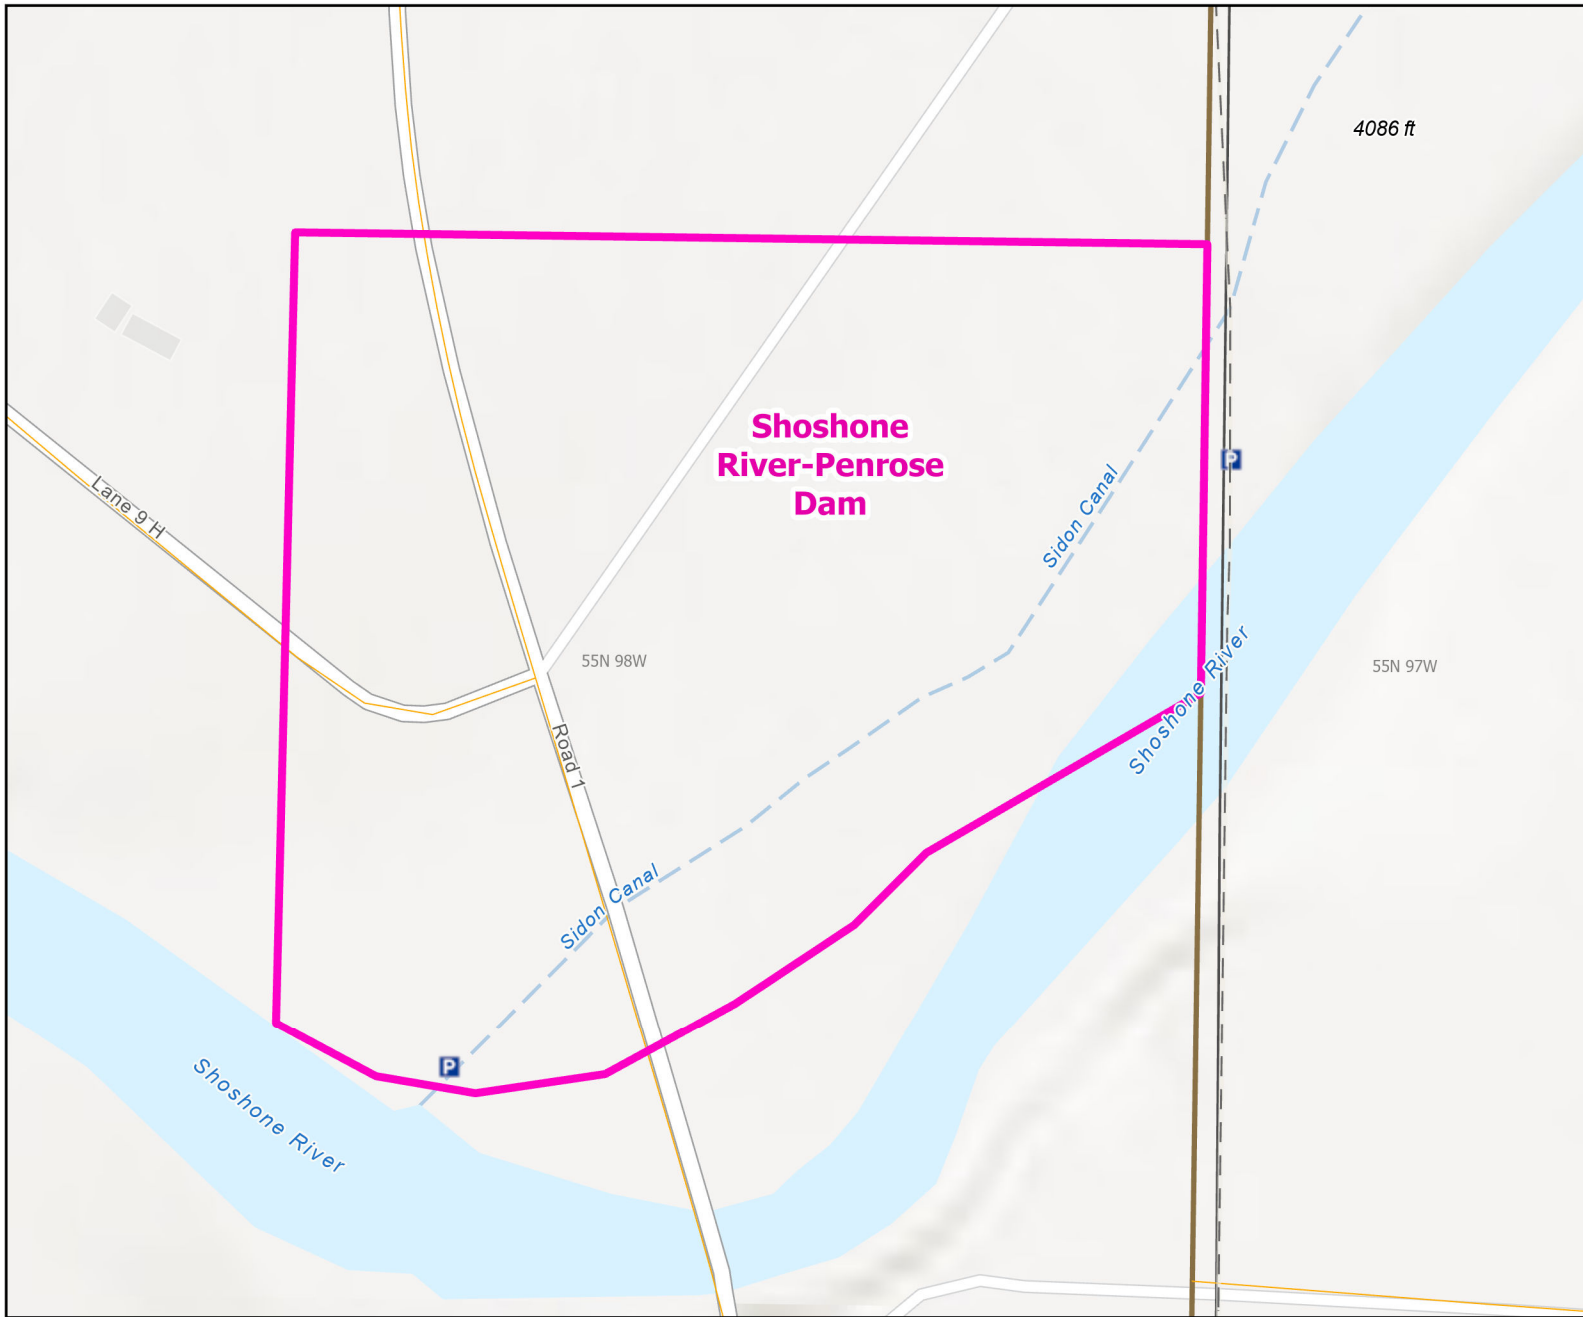 4086 ft
Shoshone
River-Penrose
Dam
P
Lane 9 H
Sidon Canal
55N 98W
Shoshone River
55N 97W
Road 1
Sidon Canal
P
Shoshone River